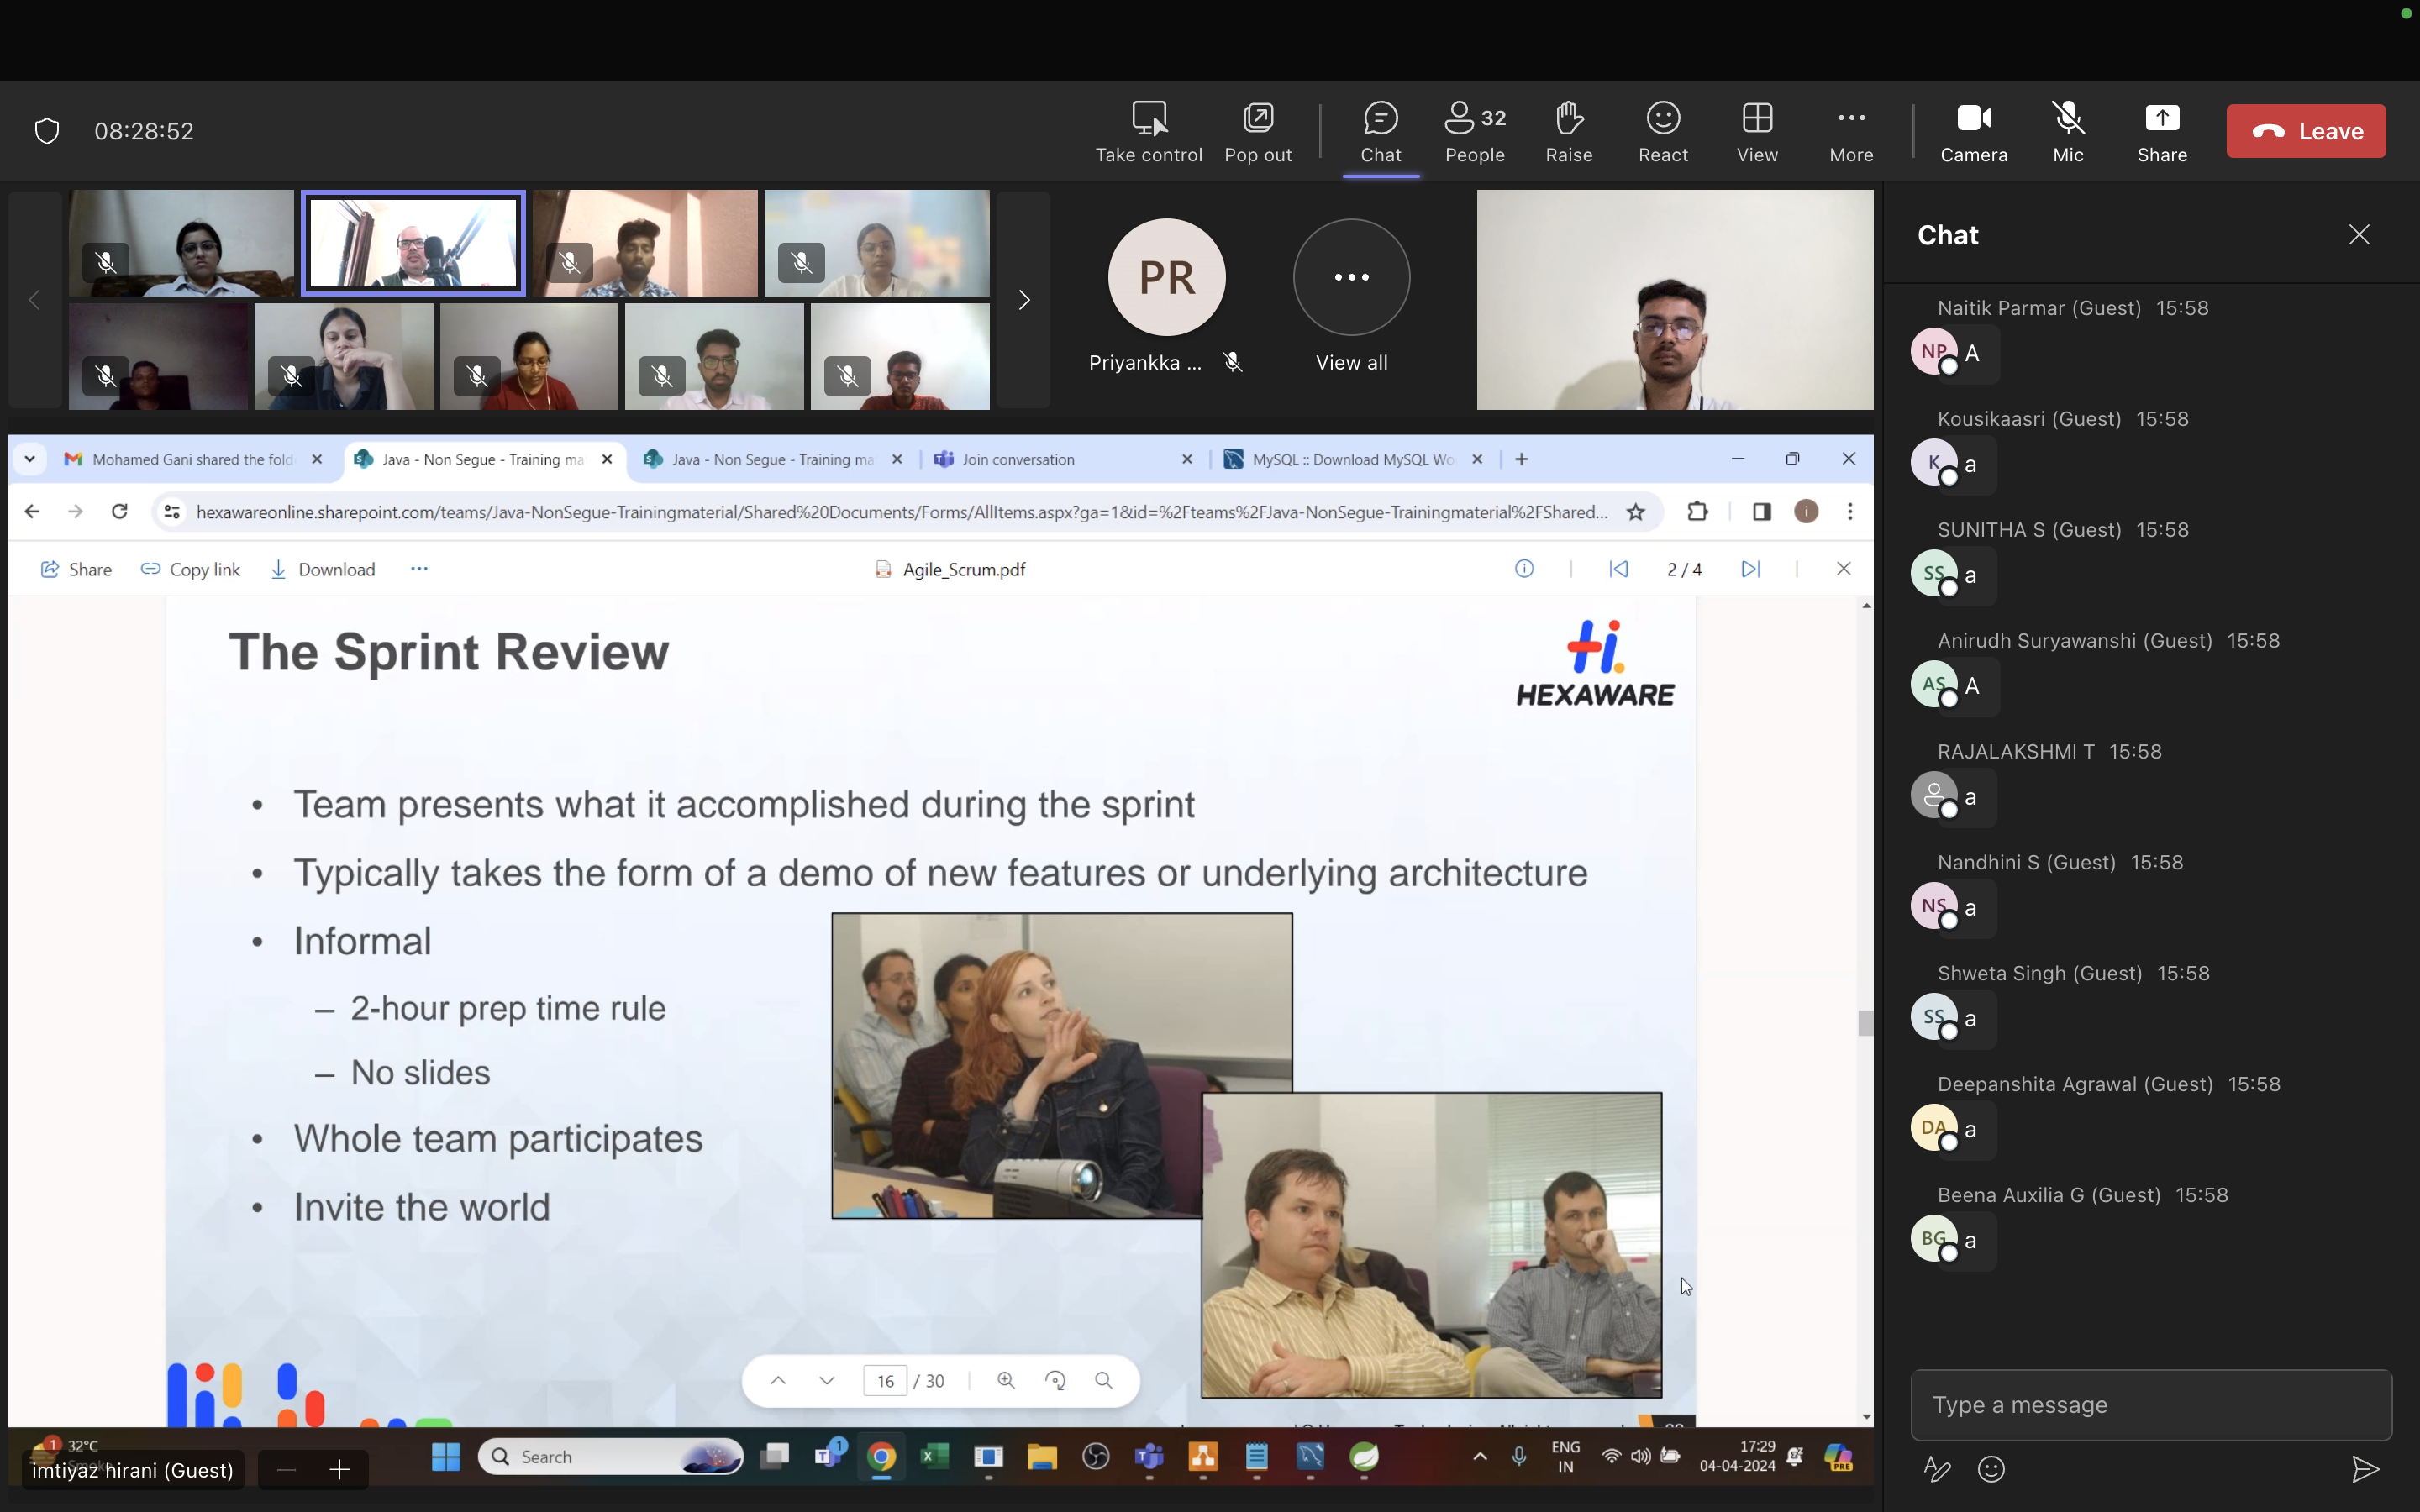 08:28:52
Take control
Pop out
Chat
People
32
Raise
React
View
More
Camera
Mic
Share
Leave
PR
Priyankka ...
View all
Mohamed Gani shared the fold
Java - Non Segue - Training ma
Java - Non Segue - Training ma
Join conversation
MySQL :: Download MySQL Wo
hexawareonline.sharepoint.com/teams/Java-NonSegue-Trainingmaterial/Shared%20Documents/Forms/AllItems.aspx?ga=1&id=%2Fteams%2FJava-NonSegue-Trainingmaterial%2FShared...
Share
Copy link
Download
Agile_Scrum.pdf
2 / 4
The Sprint Review
HEXAWARE
• Team presents what it accomplished during the sprint
• Typically takes the form of a demo of new features or underlying architecture
• Informal
– 2-hour prep time rule
– No slides
• Whole team participates
• Invite the world
16 / 30
1
32°C
imtiyaz hirani (Guest)
Search
1
ENG
IN
17:29
04-04-2024
PRE
Chat
Naitik Parmar (Guest) 15:58
NP
A
Kousikaasri (Guest) 15:58
K
a
SUNITHA S (Guest) 15:58
SS
a
Anirudh Suryawanshi (Guest) 15:58
AS
A
RAJALAKSHMI T 15:58
a
Nandhini S (Guest) 15:58
NS
a
Shweta Singh (Guest) 15:58
SS
a
Deepanshita Agrawal (Guest) 15:58
DA
a
Beena Auxilia G (Guest) 15:58
BG
a
Type a message